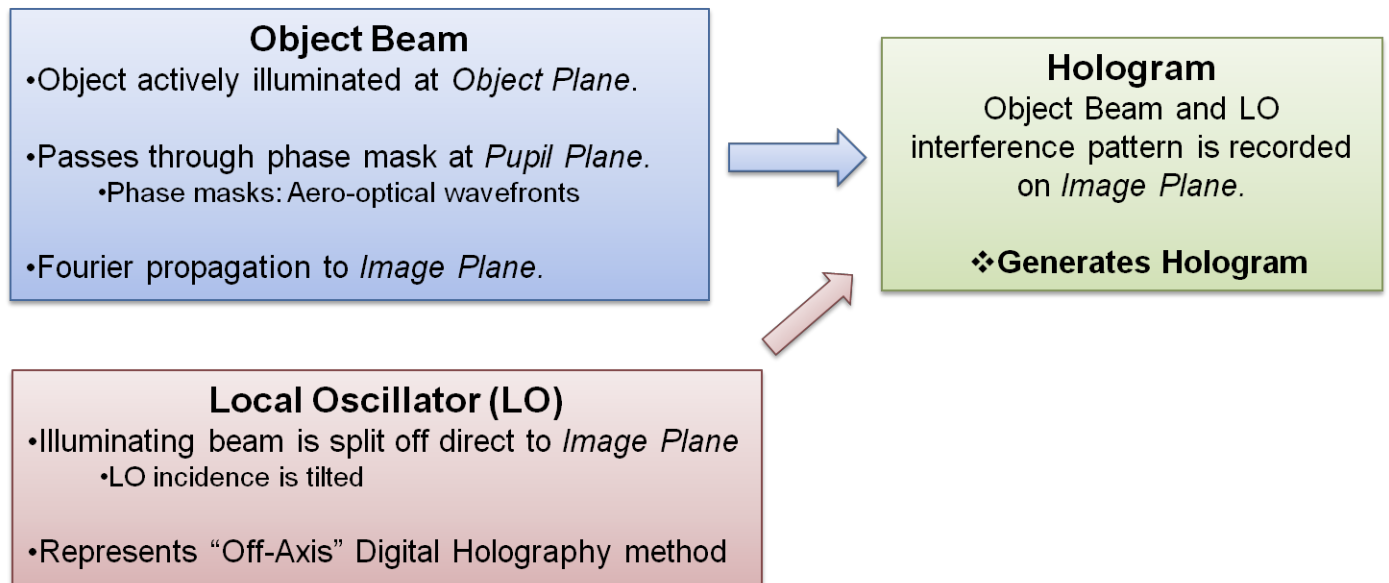 Object Beam
•Object actively illuminated at Object Plane.
•Passes through phase mask at Pupil Plane.
•Phase masks: Aero-optical wavefronts
•Fourier propagation to Image Plane.
Hologram
Object Beam and LO
interference pattern is recorded
on Image Plane.
❖Generates Hologram
Local Oscillator (LO)
•Illuminating beam is split off direct to Image Plane
•LO incidence is tilted
•Represents “Off-Axis” Digital Holography method